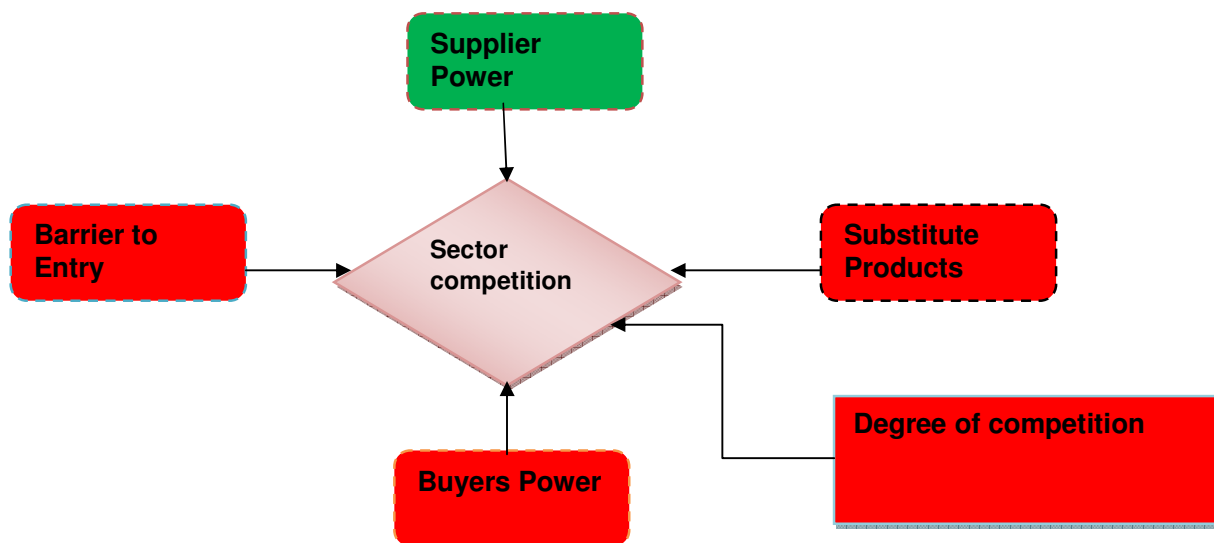 Supplier
Power
Barrier to
Entry
Sector
competition
Substitute
Products
Buyers Power
Degree of competition